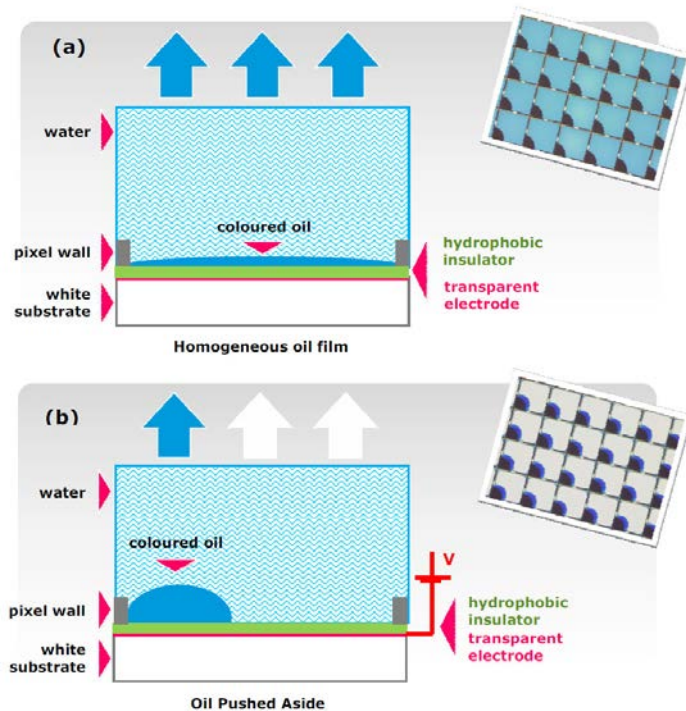 (a)
water
coloured oil
pixel wall
hydrophobic
insulator
transparent
electrode
white
substrate
Homogeneous oil film
(b)
water
coloured oil
V
pixel wall
hydrophobic
insulator
transparent
electrode
white
substrate
Oil Pushed Aside